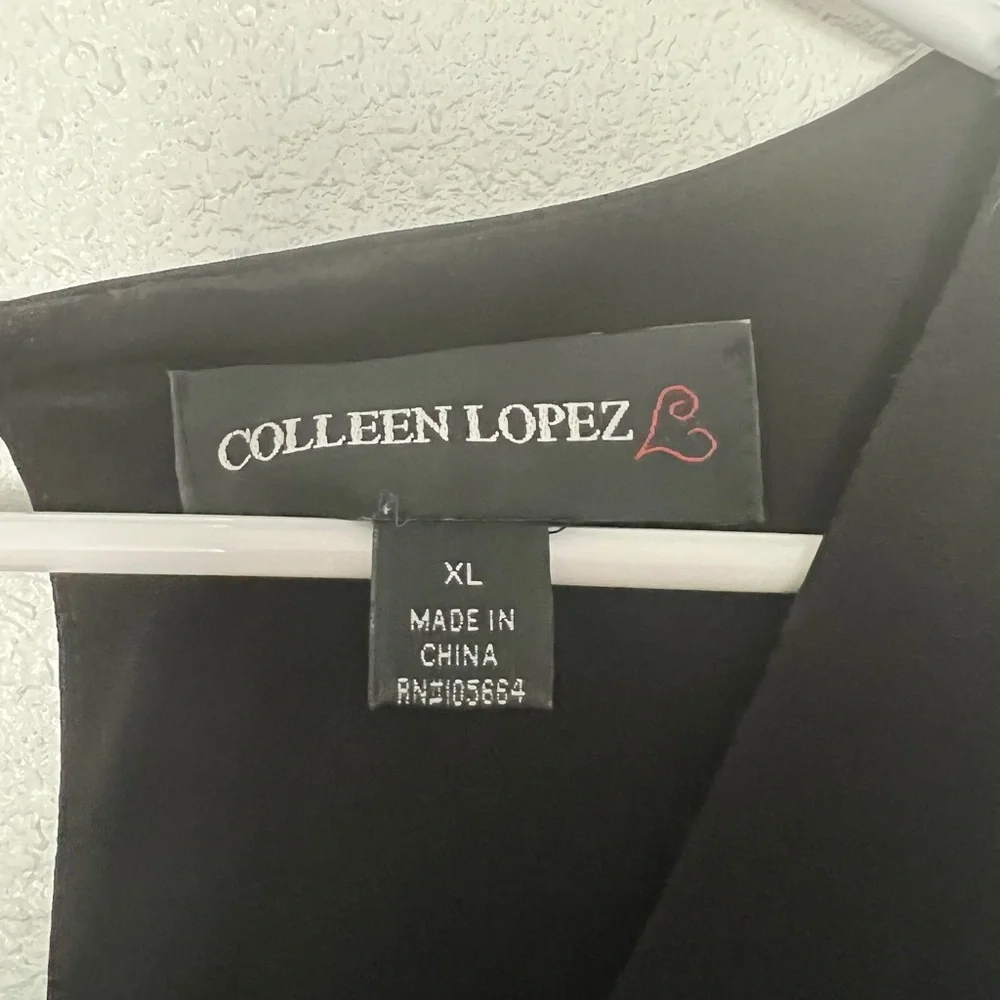 COLLEEN LOPEZ
XL
MADE IN
CHINA
RN#105664